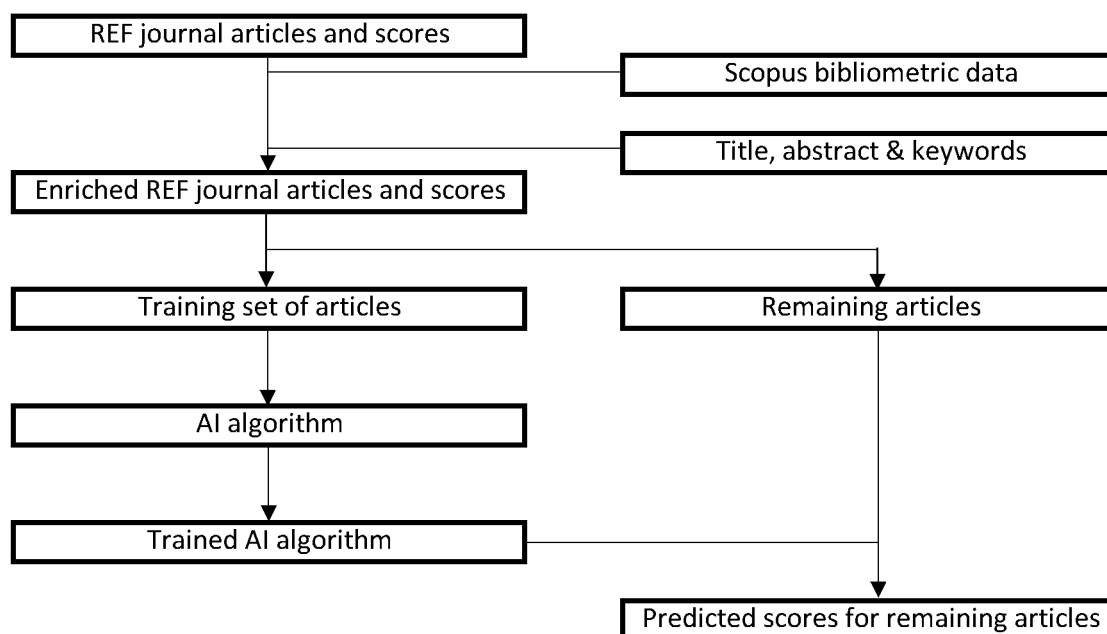 REF journal articles and scores
Scopus bibliometric data
Title, abstract & keywords
Enriched REF journal articles and scores
Training set of articles
Remaining articles
AI algorithm
Trained AI algorithm
Predicted scores for remaining articles